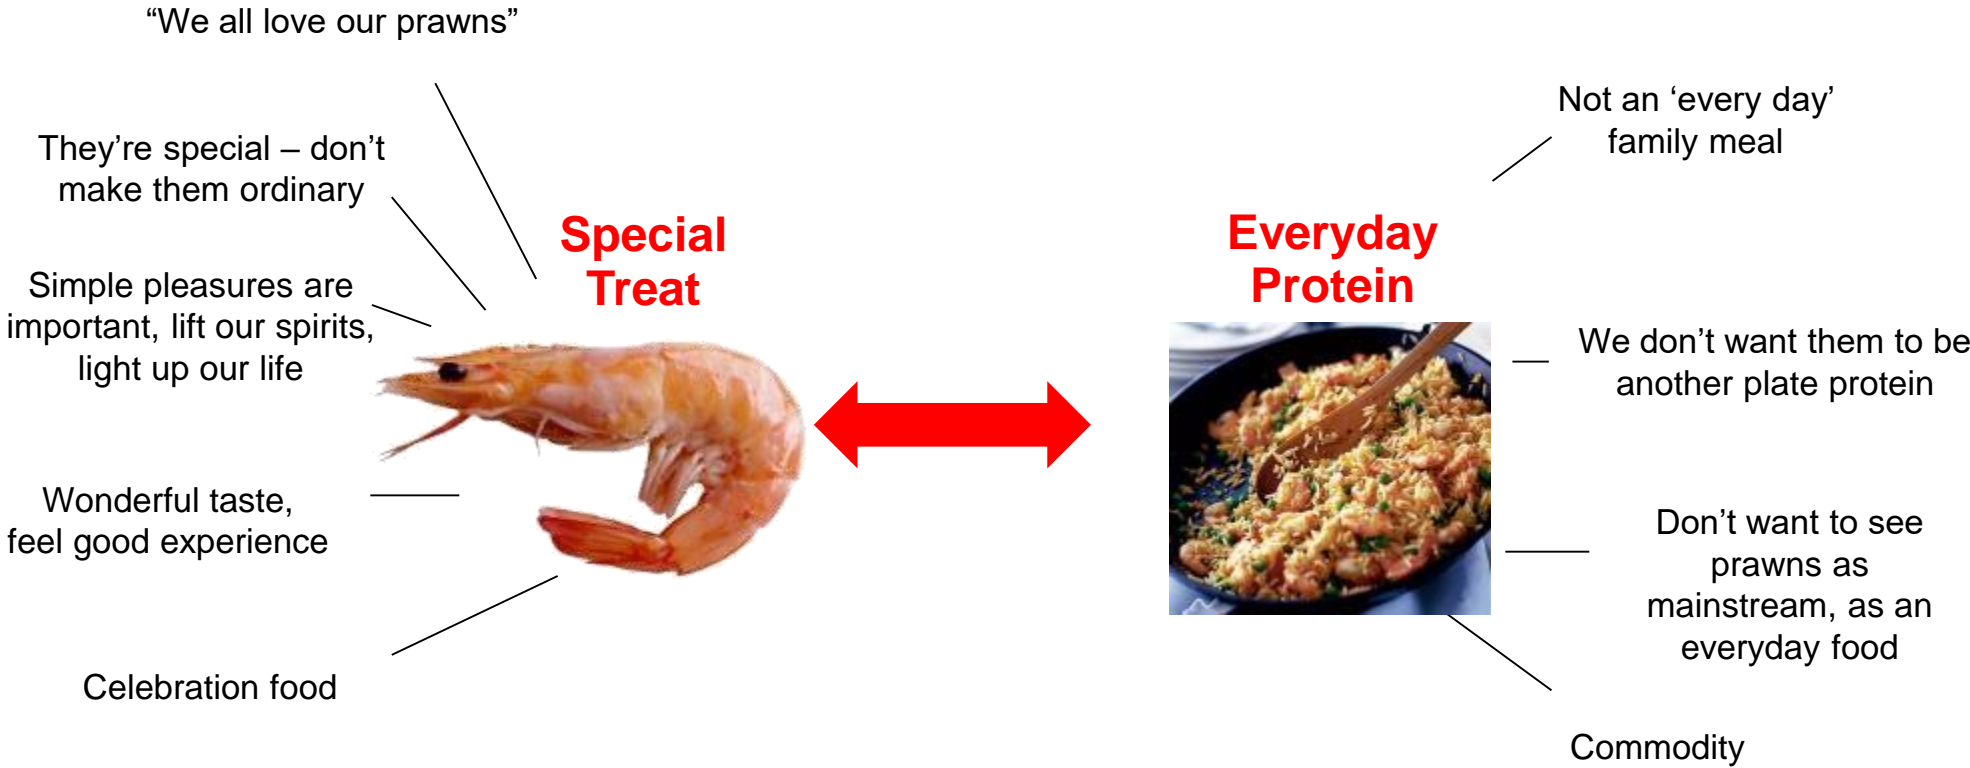 “We all love our prawns”
They’re special – don’t
make them ordinary
Simple pleasures are
important, lift our spirits,
light up our life
Wonderful taste,
feel good experience
Celebration food
Special
Treat
Everyday
Protein
Not an ‘every day’
family meal
We don’t want them to be
another plate protein
Don’t want to see
prawns as
mainstream, as an
everyday food
Commodity